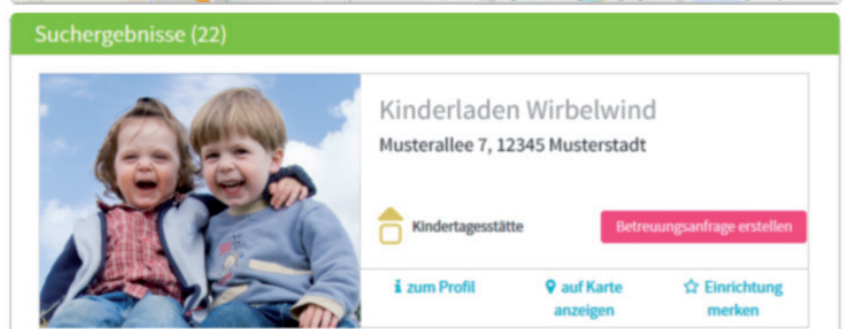 Suchergebnisse (22)
Kinderladen Wirbelwind
Musterallee 7, 12345 Musterstadt
Kindertagesstätte
Betreuungsanfrage erstellen
zum Profil
auf Karte
anzeigen
Einrichtung
merken